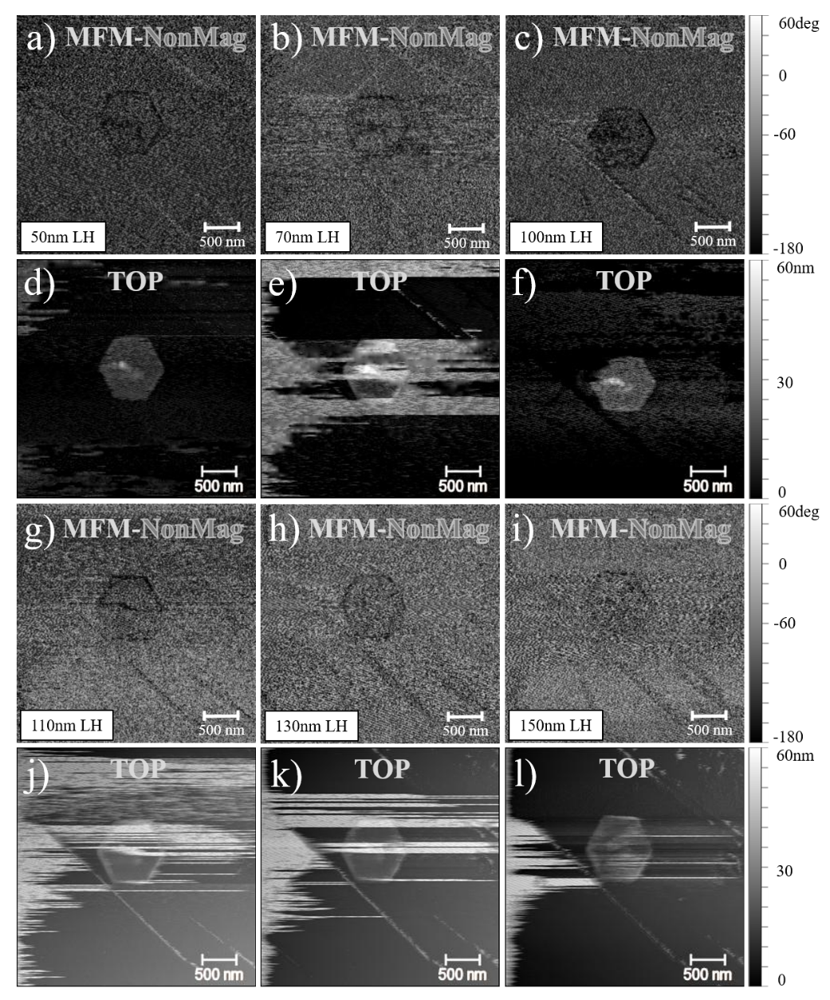 a) MFM-NonMag
b) MFM-NonMag
c) MFM-NonMag
60deg
0
-60
-180
50nm LH
500 nm
70nm LH
500 nm
100nm LH
500 nm
d) TOP
e) TOP
f) TOP
60nm
30
0
500 nm
500 nm
500 nm
g) MFM-NonMag
h) MFM-NonMag
i) MFM-NonMag
60deg
0
-60
-180
110nm LH
500 nm
130nm LH
500 nm
150nm LH
500 nm
j) TOP
k) TOP
l) TOP
60nm
30
0
500 nm
500 nm
500 nm